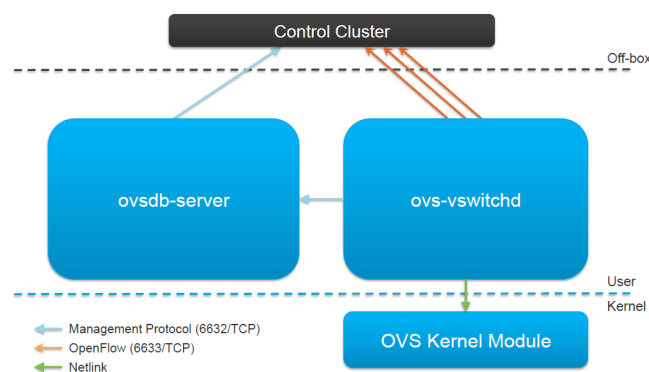 Control Cluster
Off-box
ovsdb-server
ovs-vswitchd
User
Kernel
Management Protocol (6632/TCP)
OpenFlow (6633/TCP)
Netlink
OVS Kernel Module